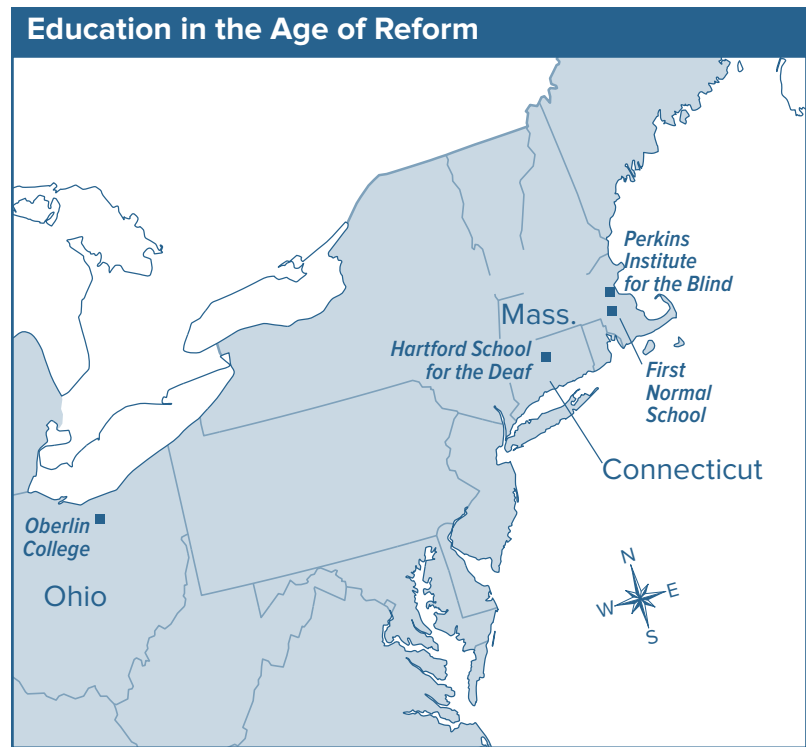 Education in the Age of Reform
Perkins
Institute
for the Blind
Mass.
Hartford School
for the Deaf
First
Normal
School
Connecticut
Oberlin
College
Ohio
N
W
E
S